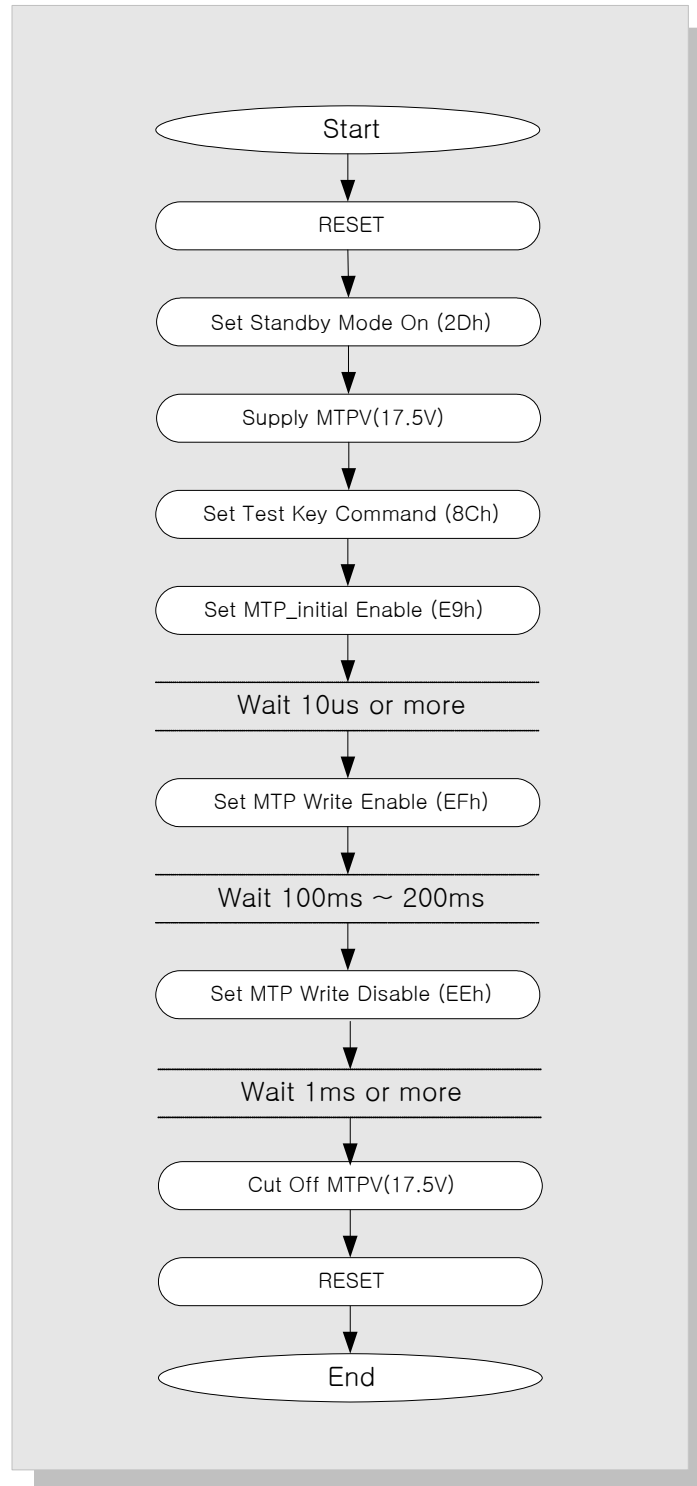 Start
RESET
Set Standby Mode On (2Dh)
Supply MTPV(17.5V)
Set Test Key Command (8Ch)
Set MTP_initial Enable (E9h)
Wait 10us or more
Set MTP Write Enable (EFh)
Wait 100ms ~ 200ms
Set MTP Write Disable (EEh)
Wait 1ms or more
Cut Off MTPV(17.5V)
RESET
End